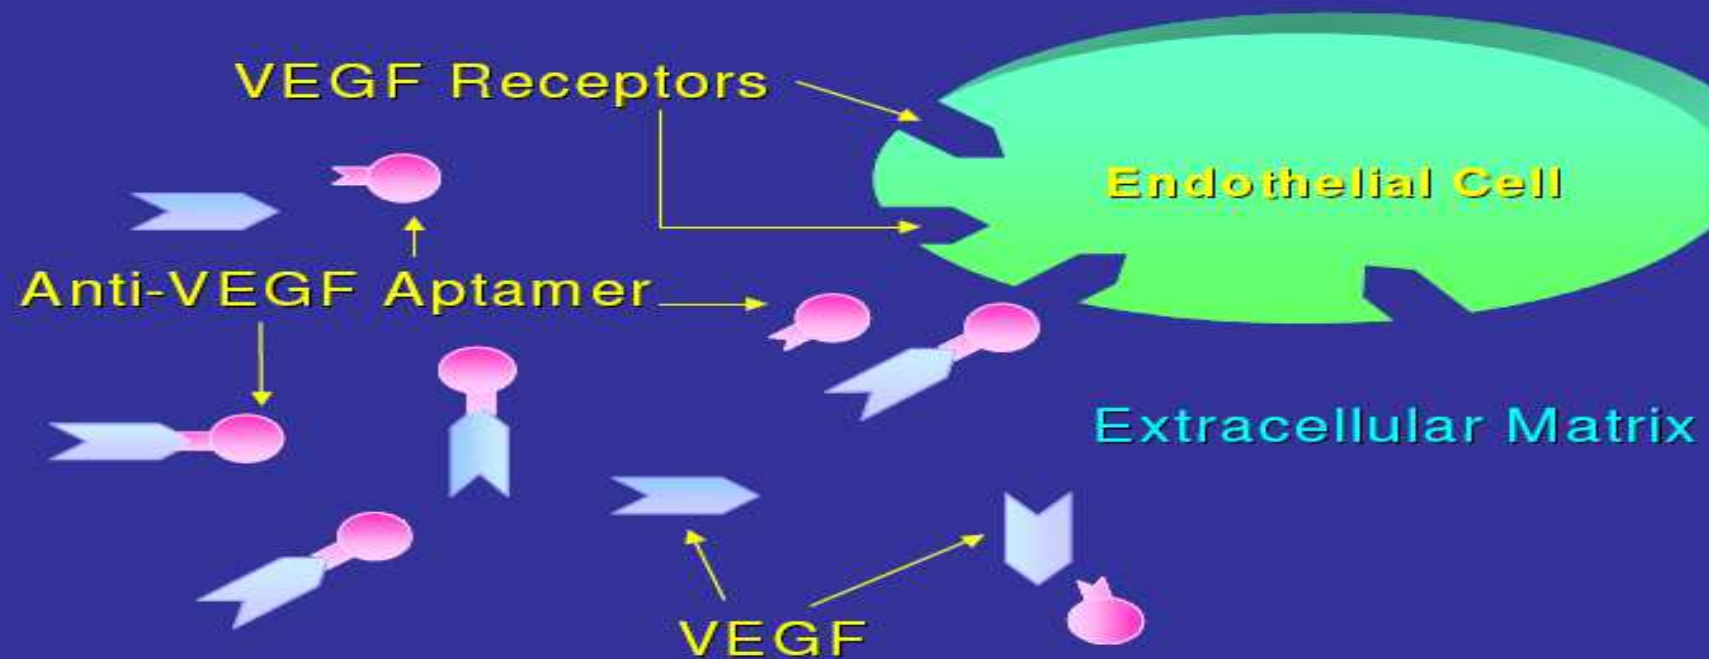 VEGF Receptors
Endothelial Cell
Anti-VEGF Aptamer
Extracellular Matrix
VEGF